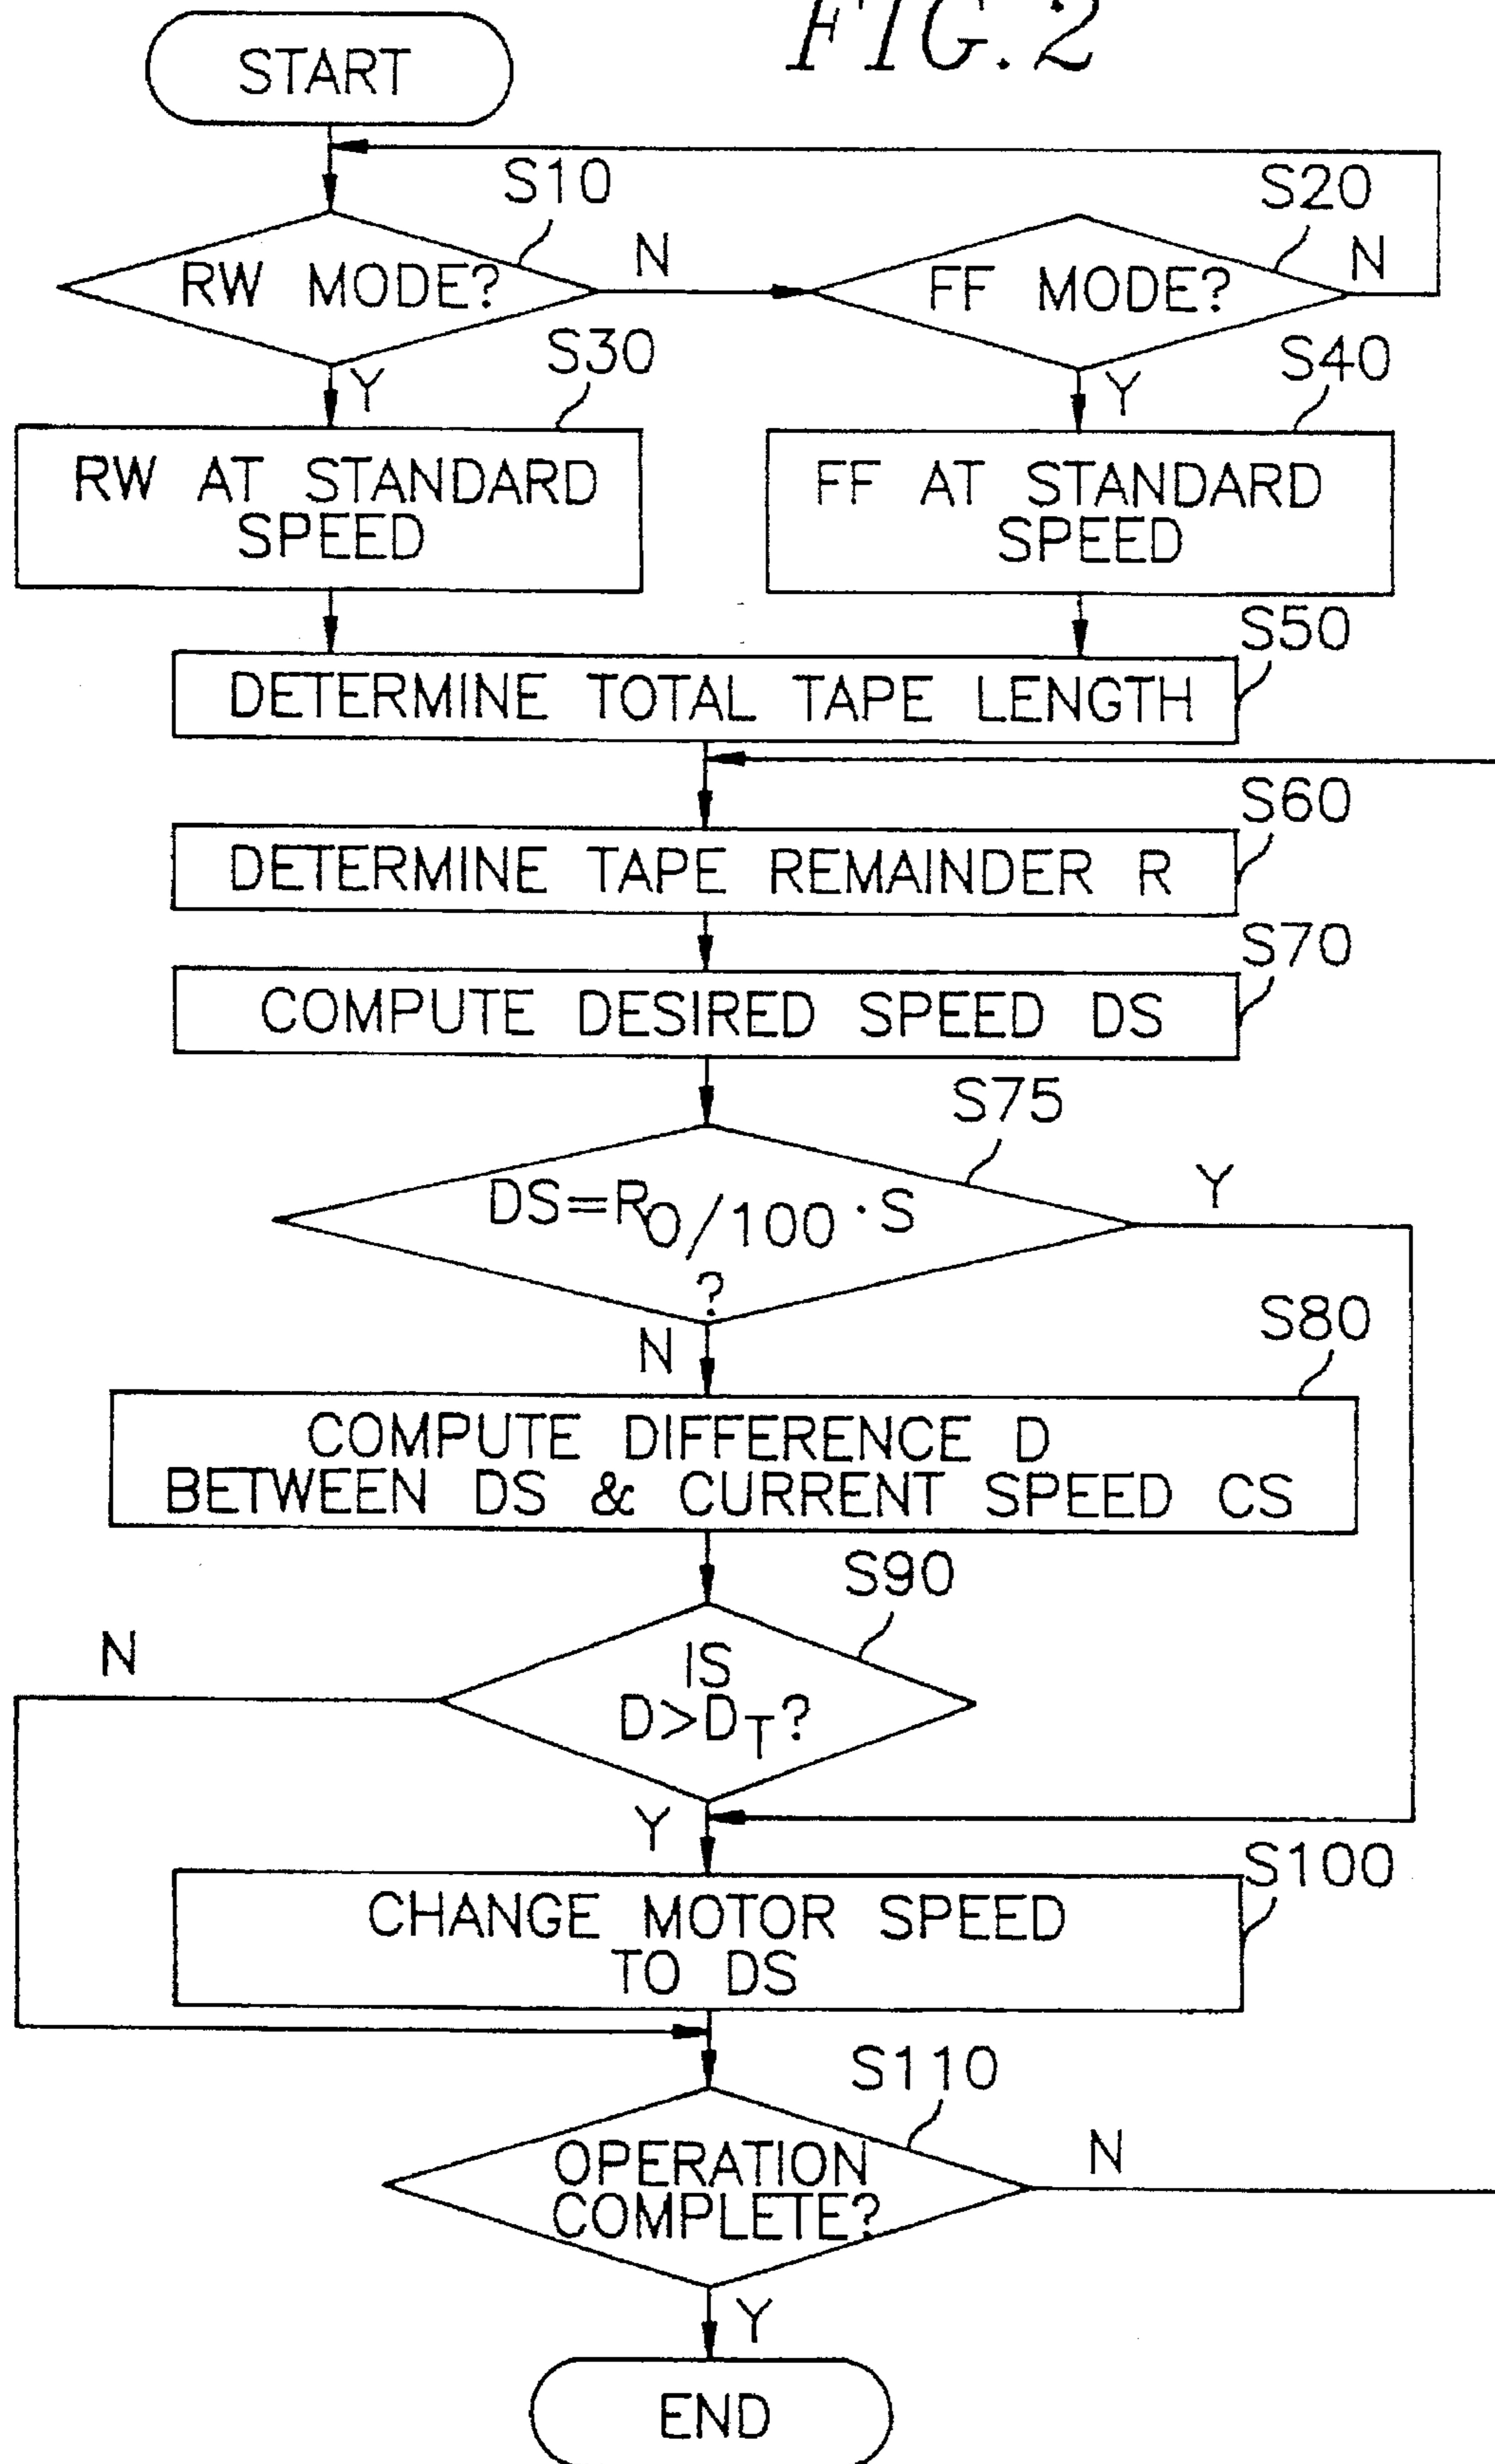 FIG. 2
START
S10
S20
RW MODE?
N
FF MODE?
N
Y
S30
Y
S40
RW AT STANDARD
SPEED
FF AT STANDARD
SPEED
S50
DETERMINE TOTAL TAPE LENGTH
S60
DETERMINE TAPE REMAINDER R
S70
COMPUTE DESIRED SPEED DS
S75
DS=R₀/100·S
?
Y
N
S80
COMPUTE DIFFERENCE D
BETWEEN DS & CURRENT SPEED CS
S90
N
IS
D>D_T?
Y
S100
CHANGE MOTOR SPEED
TO DS
S110
OPERATION
COMPLETE?
N
Y
END